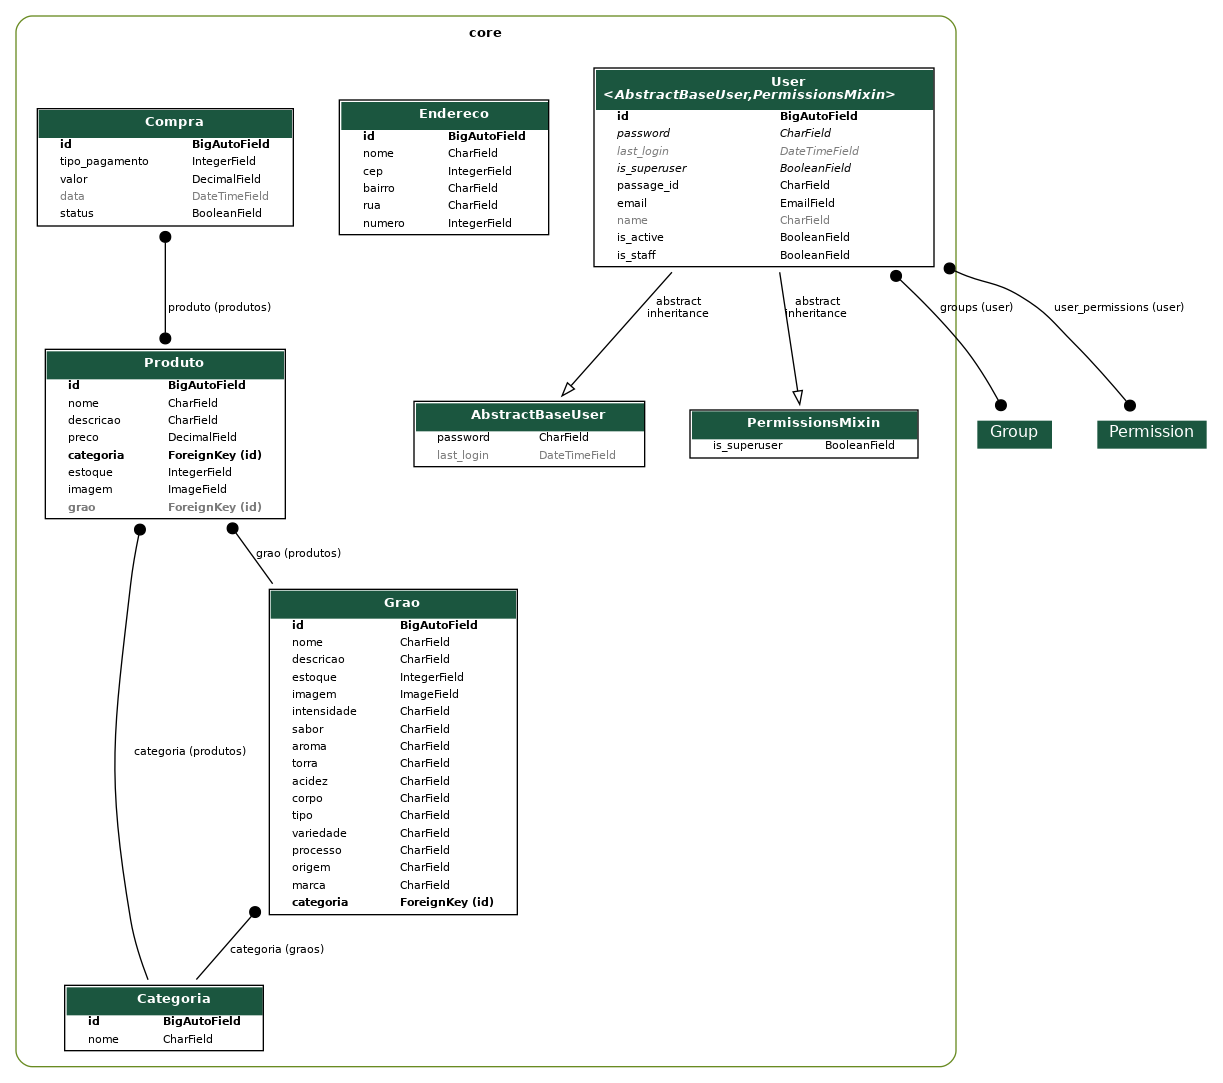 core
Compra
id BigAutoField
tipo_pagamento IntegerField
valor DecimalField
data DateTimeField
status BooleanField
Endereco
id BigAutoField
nome CharField
cep IntegerField
bairro CharField
rua CharField
numero IntegerField
User
<AbstractBaseUser,PermissionsMixin>
id BigAutoField
password CharField
last_login DateTimeField
is_superuser BooleanField
passage_id CharField
email EmailField
name CharField
is_active BooleanField
is_staff BooleanField
produto (produtos)
abstract
inheritance
abstract
inheritance
groups (user)
user_permissions (user)
Produto
id BigAutoField
nome CharField
descricao CharField
preco DecimalField
categoria ForeignKey (id)
estoque IntegerField
imagem ImageField
grao ForeignKey (id)
AbstractBaseUser
password CharField
last_login DateTimeField
PermissionsMixin
is_superuser BooleanField
Group
Permission
grao (produtos)
Grao
id BigAutoField
nome CharField
descricao CharField
estoque IntegerField
imagem ImageField
intensidade CharField
sabor CharField
aroma CharField
torra CharField
acidez CharField
corpo CharField
tipo CharField
variedade CharField
processo CharField
origem CharField
marca CharField
categoria ForeignKey (id)
categoria (produtos)
categoria (graos)
Categoria
id BigAutoField
nome CharField